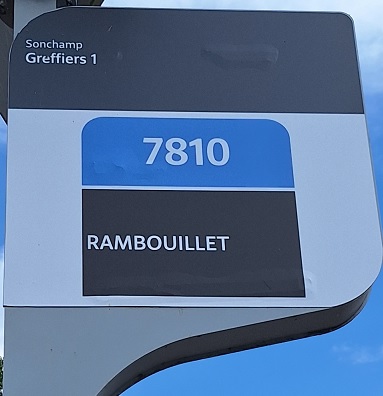 Sonchamp
Greffiers 1
7810
RAMBOUILLET